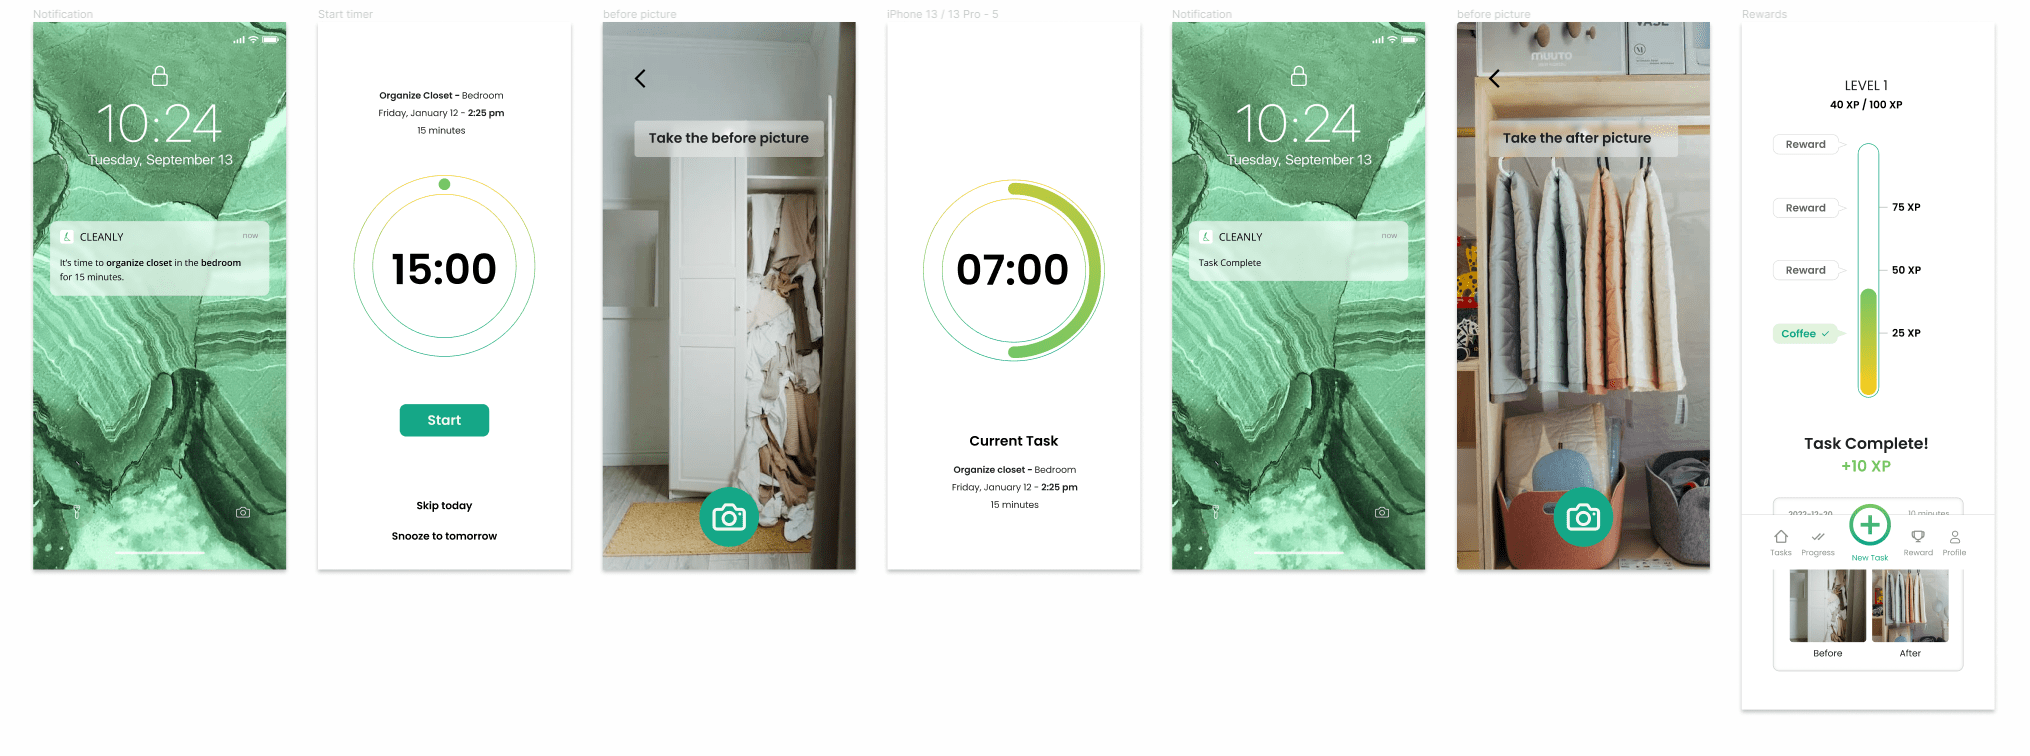 Notification
10:24
Tuesday, September 13
CLEANLY
now
It's time to organize closet in the bedroom
for 15 minutes.
Start timer
Organize Closet - Bedroom
Friday, January 12 - 2:25 pm
15 minutes
15:00
Start
Skip today
Snooze to tomorrow
before picture
Take the before picture
iPhone 13 / 13 Pro - 5
07:00
Current Task
Organize closet - Bedroom
Friday, January 12 - 2:25 pm
15 minutes
Notification
10:24
Tuesday, September 13
CLEANLY
now
Task Complete
before picture
VASE
MUUTO
Take the after picture
Rewards
LEVEL 1
40 XP / 100 XP
Reward
Reward
75 XP
Reward
50 XP
Coffee
25 XP
Task Complete!
+10 XP
2022-12-20
10 minutes
Tasks
Progress
New Task
Reward
Profile
Before
After